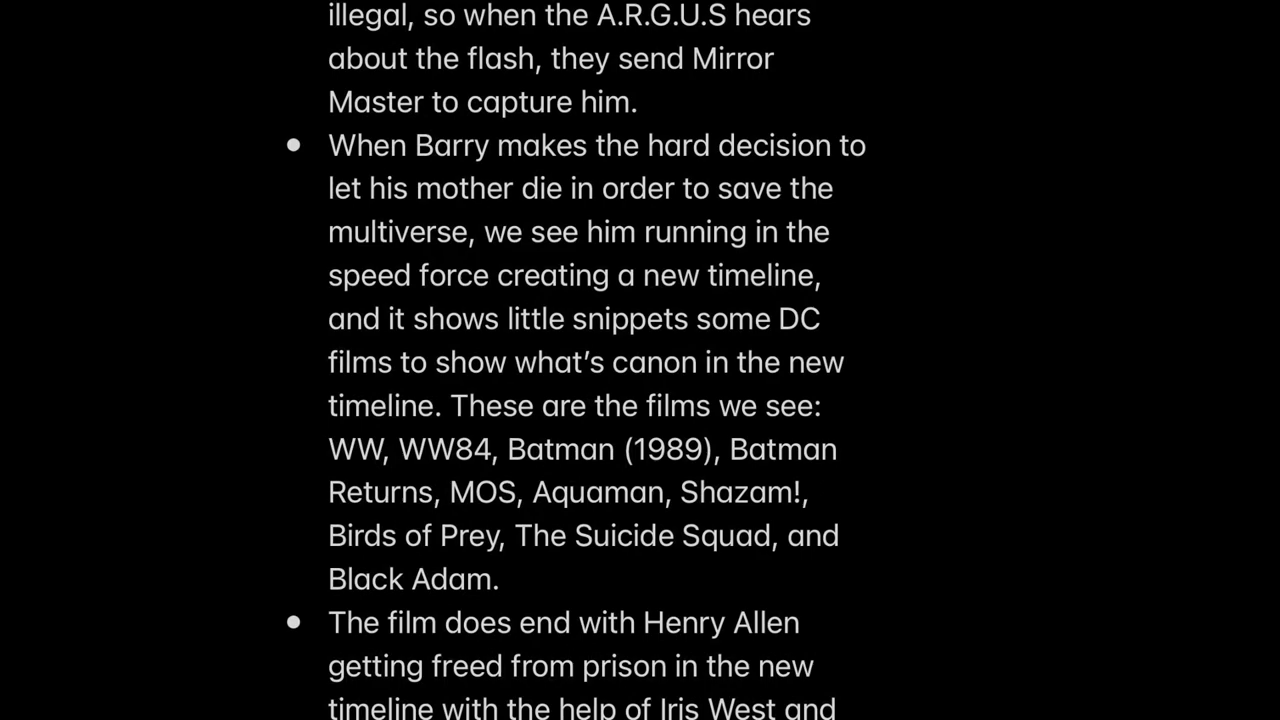 illegal, so when the A.R.G.U.S hears
about the flash, they send Mirror
Master to capture him.
• When Barry makes the hard decision to
let his mother die in order to save the
multiverse, we see him running in the
speed force creating a new timeline,
and it shows little snippets some DC
films to show what’s canon in the new
timeline. These are the films we see:
WW, WW84, Batman (1989), Batman
Returns, MOS, Aquaman, Shazam!,
Birds of Prey, The Suicide Squad, and
Black Adam.
• The film does end with Henry Allen
getting freed from prison in the new
timeline with the help of Iris West and